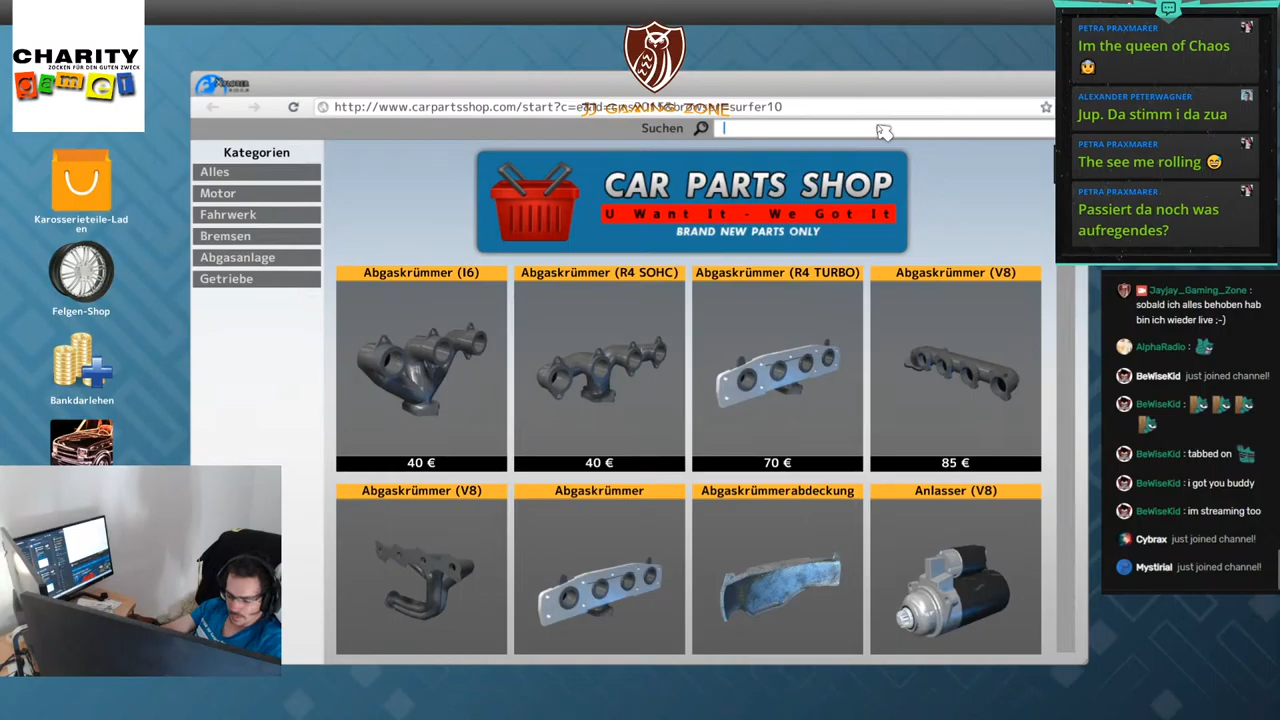 CHARITY
ZOCKEN FÜR DEN GUTEN ZWECK
gamet
Karosserieteile-Lad
en
Felgen-Shop
Bankdarlehen
http://www.carpartsshop.com/start?c=
surfer10
JJ GAMING ZONE
Suchen
Kategorien
Alles
Motor
Fahrwerk
Bremsen
Abgasanlage
Getriebe
CAR PARTS SHOP
U Want It - We Got It
BRAND NEW PARTS ONLY
Abgaskrümmer (I6)
Abgaskrümmer (R4 SOHC)
Abgaskrümmer (R4 TURBO)
Abgaskrümmer (V8)
40 €
40 €
70 €
85 €
Abgaskrümmer (V8)
Abgaskrümmer
Abgaskrümmerabdeckung
Anlasser (V8)
PETRA PRAXMARER
Im the queen of Chaos
ALEXANDER PETERWAGNER
Jup. Da stimm i da zua
PETRA PRAXMARER
The see me rolling
PETRA PRAXMARER
Passiert da noch was
aufregendes?
Jayjay_Gaming_Zone :
sobald ich alles behoben hab
bin ich wieder live ;-)
AlphaRadio :
BeWiseKid just joined channel!
BeWiseKid :
BeWiseKid : tabbed on
BeWiseKid : i got you buddy
BeWiseKid : im streaming too
Cybrax just joined channel!
Mystirial just joined channel!